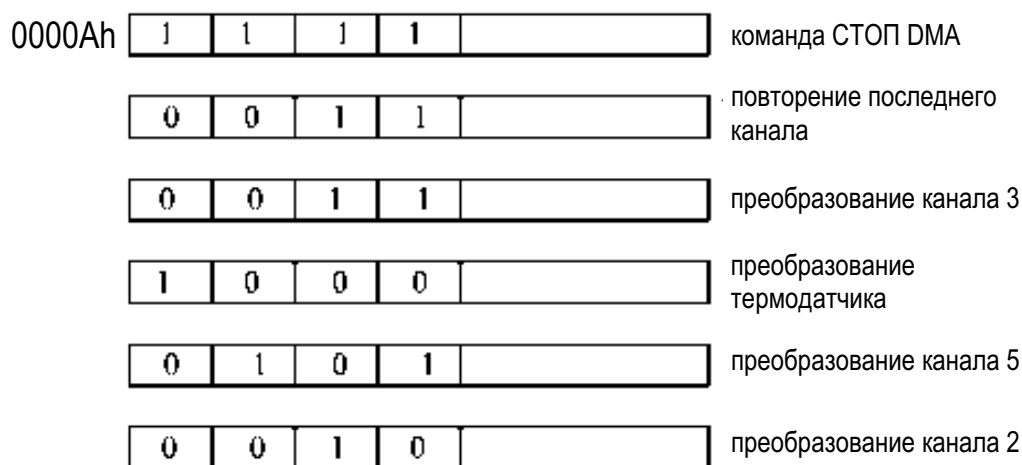 0000Ah 1 1 1 1 команда СТОП DMA
0 0 1 1 повторение последнего
канала
0 0 1 1 преобразование канала 3
1 0 0 0 преобразование
термодатчика
0 1 0 1 преобразование канала 5
0 0 1 0 преобразование канала 2